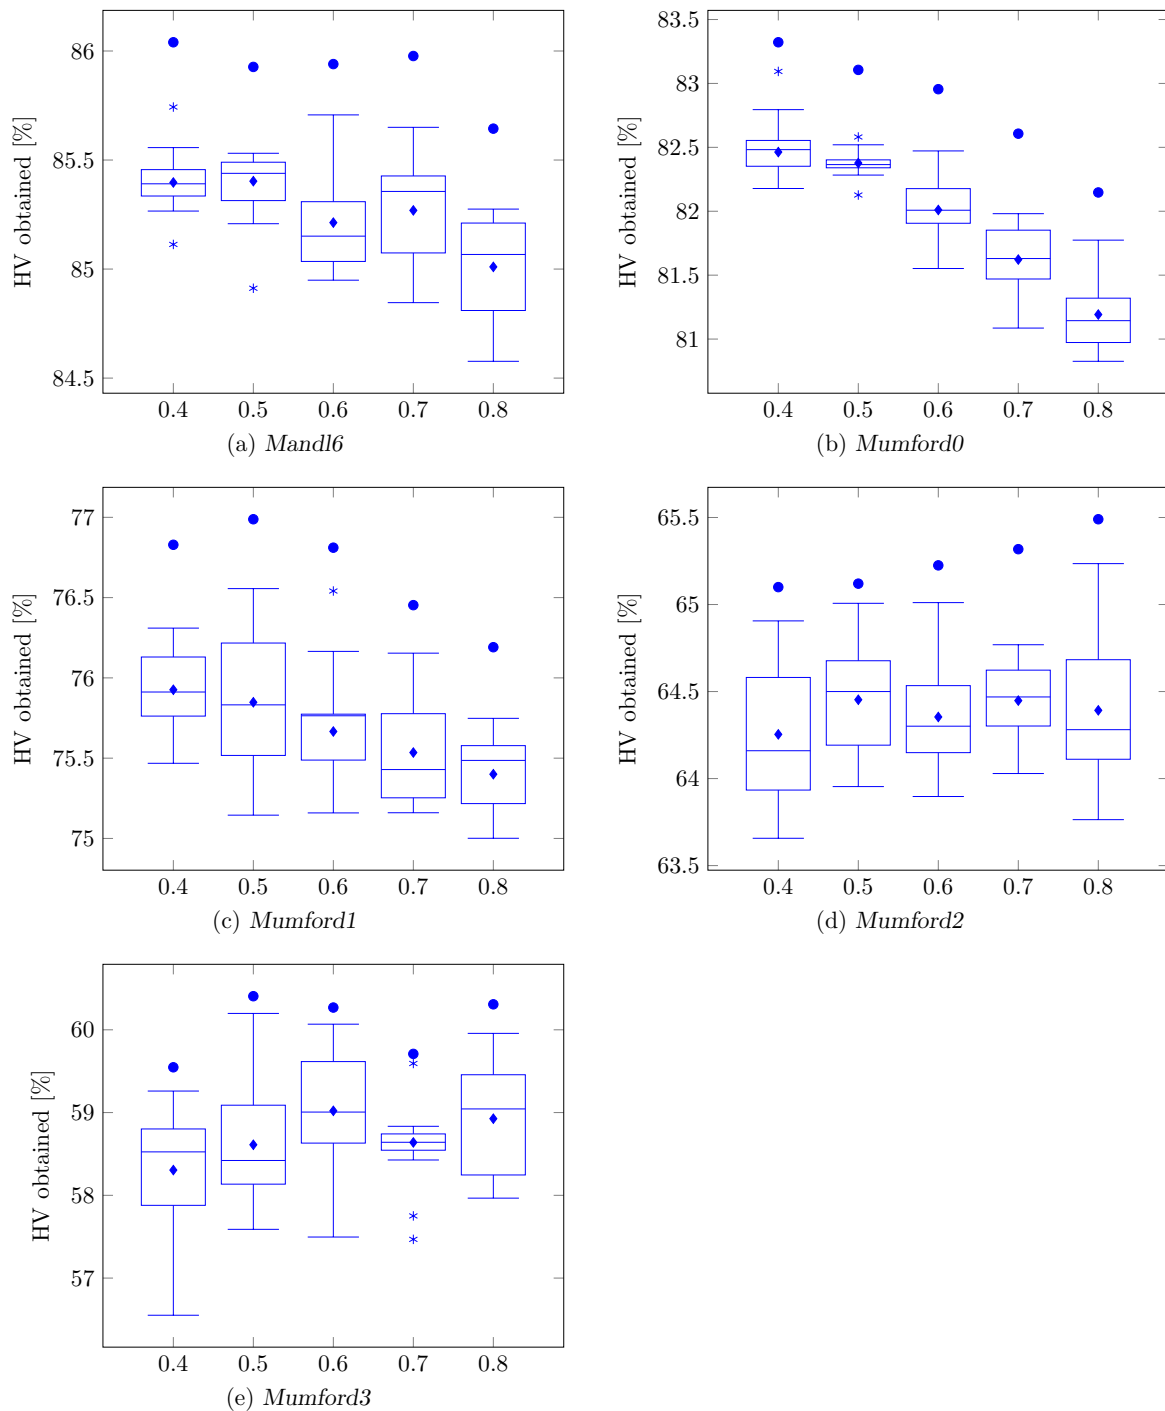 HV obtained [%]
86
85.5
85
84.5
0.4 0.5 0.6 0.7 0.8
(a) Mandl6
HV obtained [%]
83.5
83
82.5
82
81.5
81
0.4 0.5 0.6 0.7 0.8
(b) Mumford0
HV obtained [%]
77
76.5
76
75.5
75
0.4 0.5 0.6 0.7 0.8
(c) Mumford1
HV obtained [%]
65.5
65
64.5
64
63.5
0.4 0.5 0.6 0.7 0.8
(d) Mumford2
HV obtained [%]
60
59
58
57
0.4 0.5 0.6 0.7 0.8
(e) Mumford3